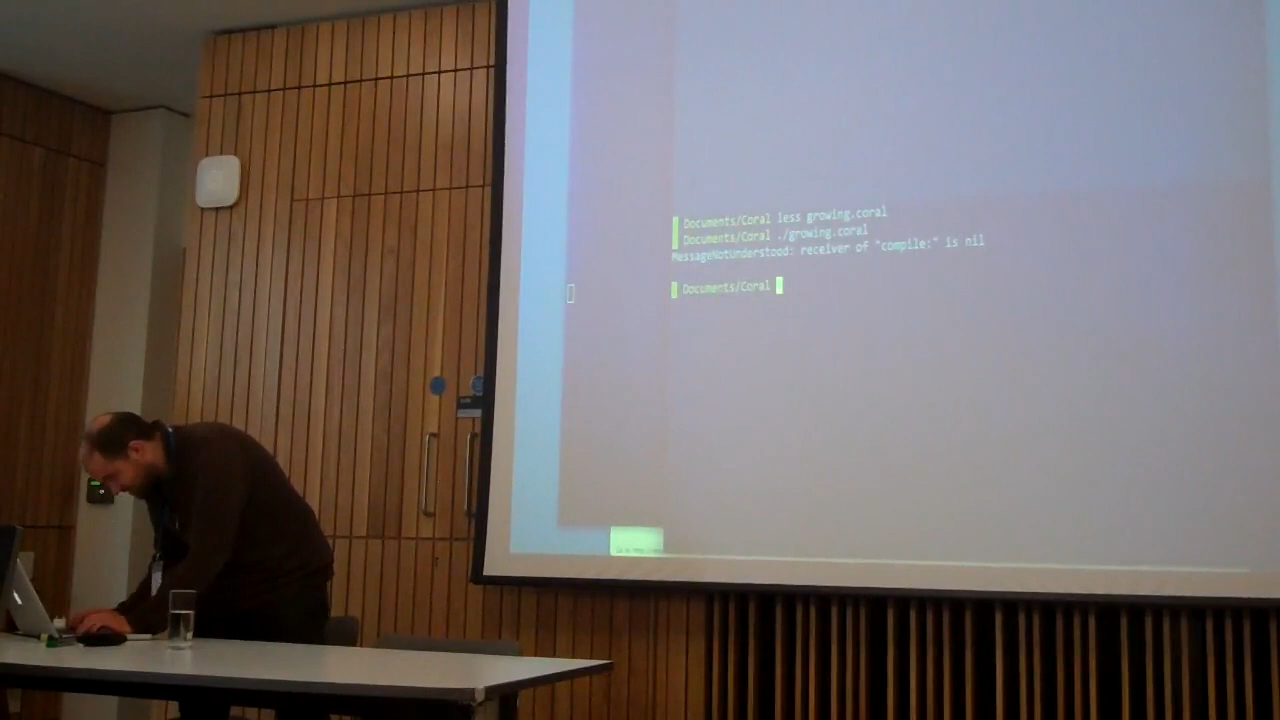 Documents/Coral less growing.coral
Documents/Coral ./growing.coral
MessageNotUnderstood: receiver of "compile:" is nil
Documents/Coral